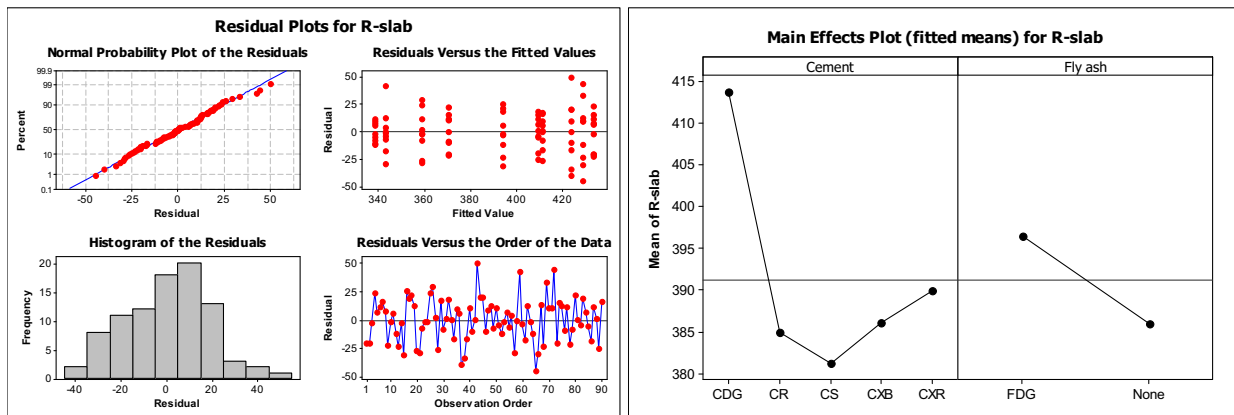 Residual Plots for R-slab
Normal Probability Plot of the Residuals
99.9
99
90
50
10
1
0.1
Percent
-50
-25
0
25
50
Residual
Residuals Versus the Fitted Values
50
25
0
-25
-50
Residual
340
360
380
400
420
Fitted Value
Histogram of the Residuals
20
15
10
5
0
Frequency
-40
-20
0
20
40
Residual
Residuals Versus the Order of the Data
50
25
0
-25
-50
Residual
1
10
20
30
40
50
60
70
80
90
Observation Order
Main Effects Plot (fitted means) for R-slab
Cement
Fly ash
415
410
405
400
395
390
385
380
Mean of R-slab
CDG
CR
CS
CXB
CXR
FDG
None